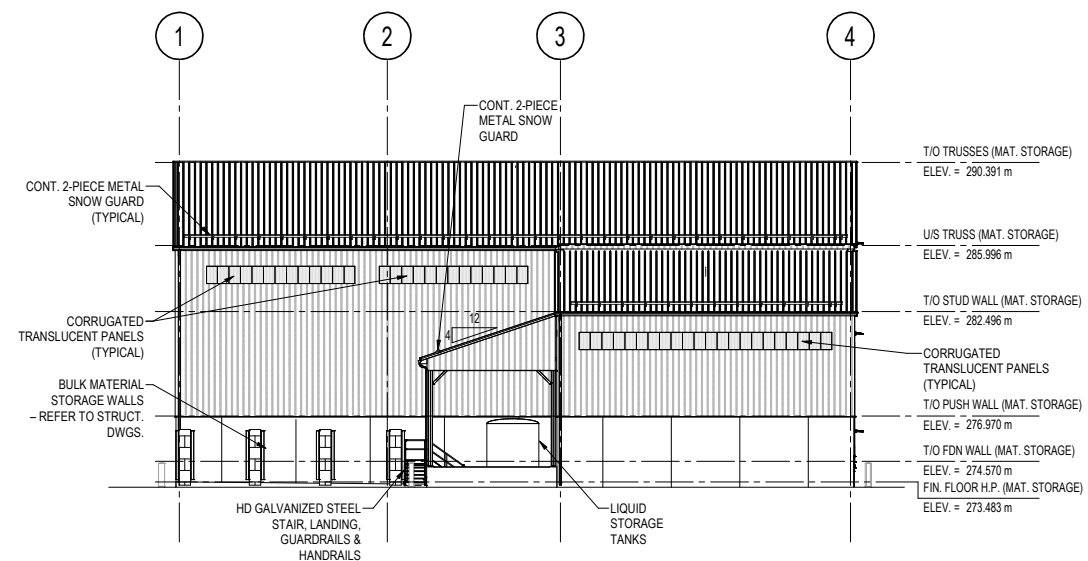 1
2
3
4
CONT. 2-PIECE
METAL SNOW
GUARD
CONT. 2-PIECE METAL
SNOW GUARD
(TYPICAL)
T/O TRUSSES (MAT. STORAGE)
ELEV. = 290.391 m
U/S TRUSS (MAT. STORAGE)
ELEV. = 285.996 m
T/O STUD WALL (MAT. STORAGE)
ELEV. = 282.496 m
12
4
CORRUGATED
TRANSLUCENT PANELS
(TYPICAL)
CORRUGATED
TRANSLUCENT PANELS
(TYPICAL)
BULK MATERIAL
STORAGE WALLS
– REFER TO STRUCT.
DWGS.
T/O PUSH WALL (MAT. STORAGE)
ELEV. = 276.970 m
T/O FDN WALL (MAT. STORAGE)
ELEV. = 274.570 m
FIN. FLOOR H.P. (MAT. STORAGE)
ELEV. = 273.483 m
HD GALVANIZED STEEL
STAIR, LANDING,
GUARDRAILS &
HANDRAILS
LIQUID
STORAGE
TANKS